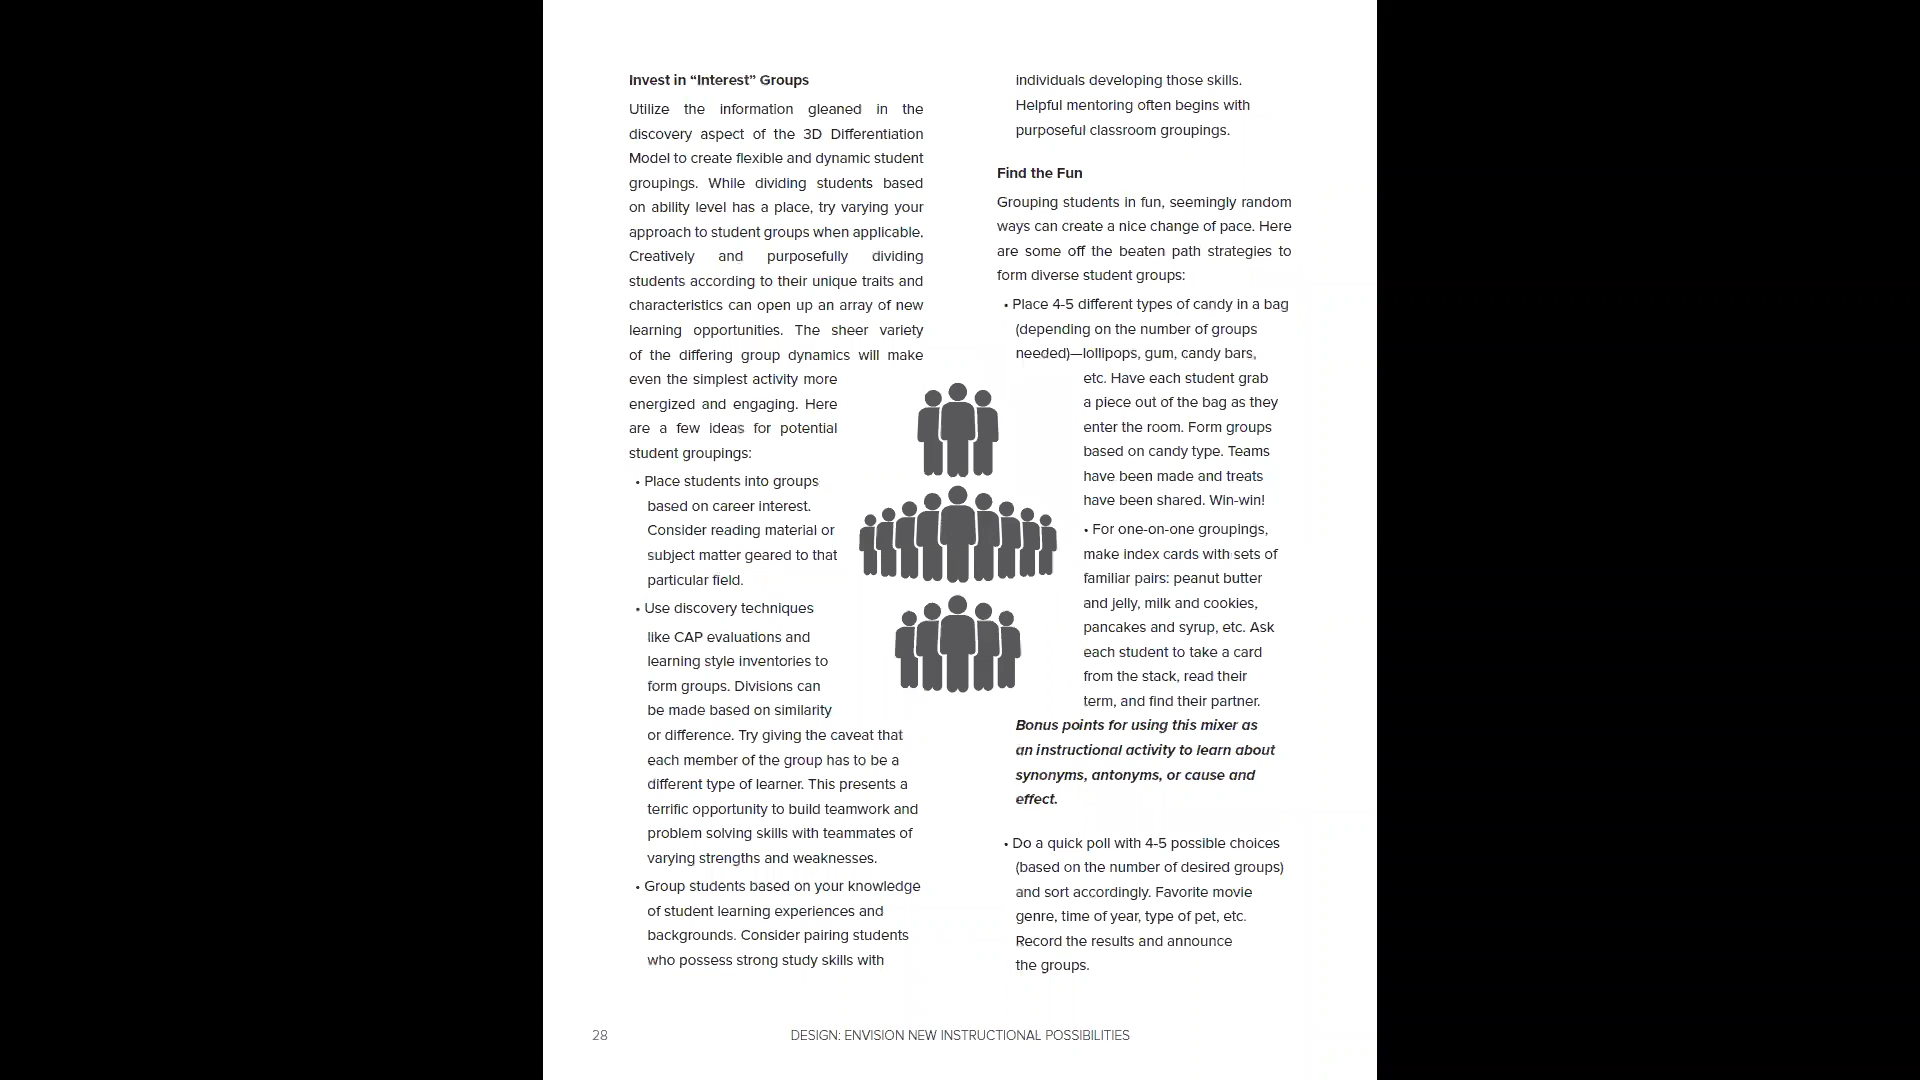 Invest in “Interest” Groups
Utilize the information gleaned in the
discovery aspect of the 3D Differentiation
Model to create flexible and dynamic student
groupings. While dividing students based
on ability level has a place, try varying your
approach to student groups when applicable.
Creatively and purposefully dividing
students according to their unique traits and
characteristics can open up an array of new
learning opportunities. The sheer variety
of the differing group dynamics will make
even the simplest activity more
energized and engaging. Here
are a few ideas for potential
student groupings:
• Place students into groups
based on career interest.
Consider reading material or
subject matter geared to that
particular field.
• Use discovery techniques
like CAP evaluations and
learning style inventories to
form groups. Divisions can
be made based on similarity
or difference. Try giving the caveat that
each member of the group has to be a
different type of learner. This presents a
terrific opportunity to build teamwork and
problem solving skills with teammates of
varying strengths and weaknesses.
• Group students based on your knowledge
of student learning experiences and
backgrounds. Consider pairing students
who possess strong study skills with
individuals developing those skills.
Helpful mentoring often begins with
purposeful classroom groupings.
Find the Fun
Grouping students in fun, seemingly random
ways can create a nice change of pace. Here
are some off the beaten path strategies to
form diverse student groups:
• Place 4-5 different types of candy in a bag
(depending on the number of groups
needed)—lollipops, gum, candy bars,
etc. Have each student grab
a piece out of the bag as they
enter the room. Form groups
based on candy type. Teams
have been made and treats
have been shared. Win-win!
• For one-on-one groupings,
make index cards with sets of
familiar pairs: peanut butter
and jelly, milk and cookies,
pancakes and syrup, etc. Ask
each student to take a card
from the stack, read their
term, and find their partner.
Bonus points for using this mixer as
an instructional activity to learn about
synonyms, antonyms, or cause and
effect.
• Do a quick poll with 4-5 possible choices
(based on the number of desired groups)
and sort accordingly. Favorite movie
genre, time of year, type of pet, etc.
Record the results and announce
the groups.
28
DESIGN: ENVISION NEW INSTRUCTIONAL POSSIBILITIES